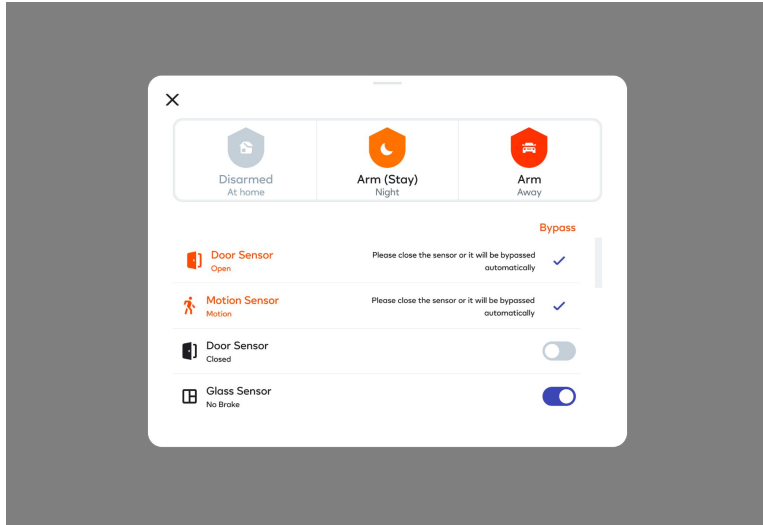 Disarmed
At home
Arm (Stay)
Night
Arm
Away
Bypass
Door Sensor
Open
Please close the sensor or it will be bypassed
automatically
Motion Sensor
Motion
Please close the sensor or it will be bypassed
automatically
Door Sensor
Closed
Glass Sensor
No Brake